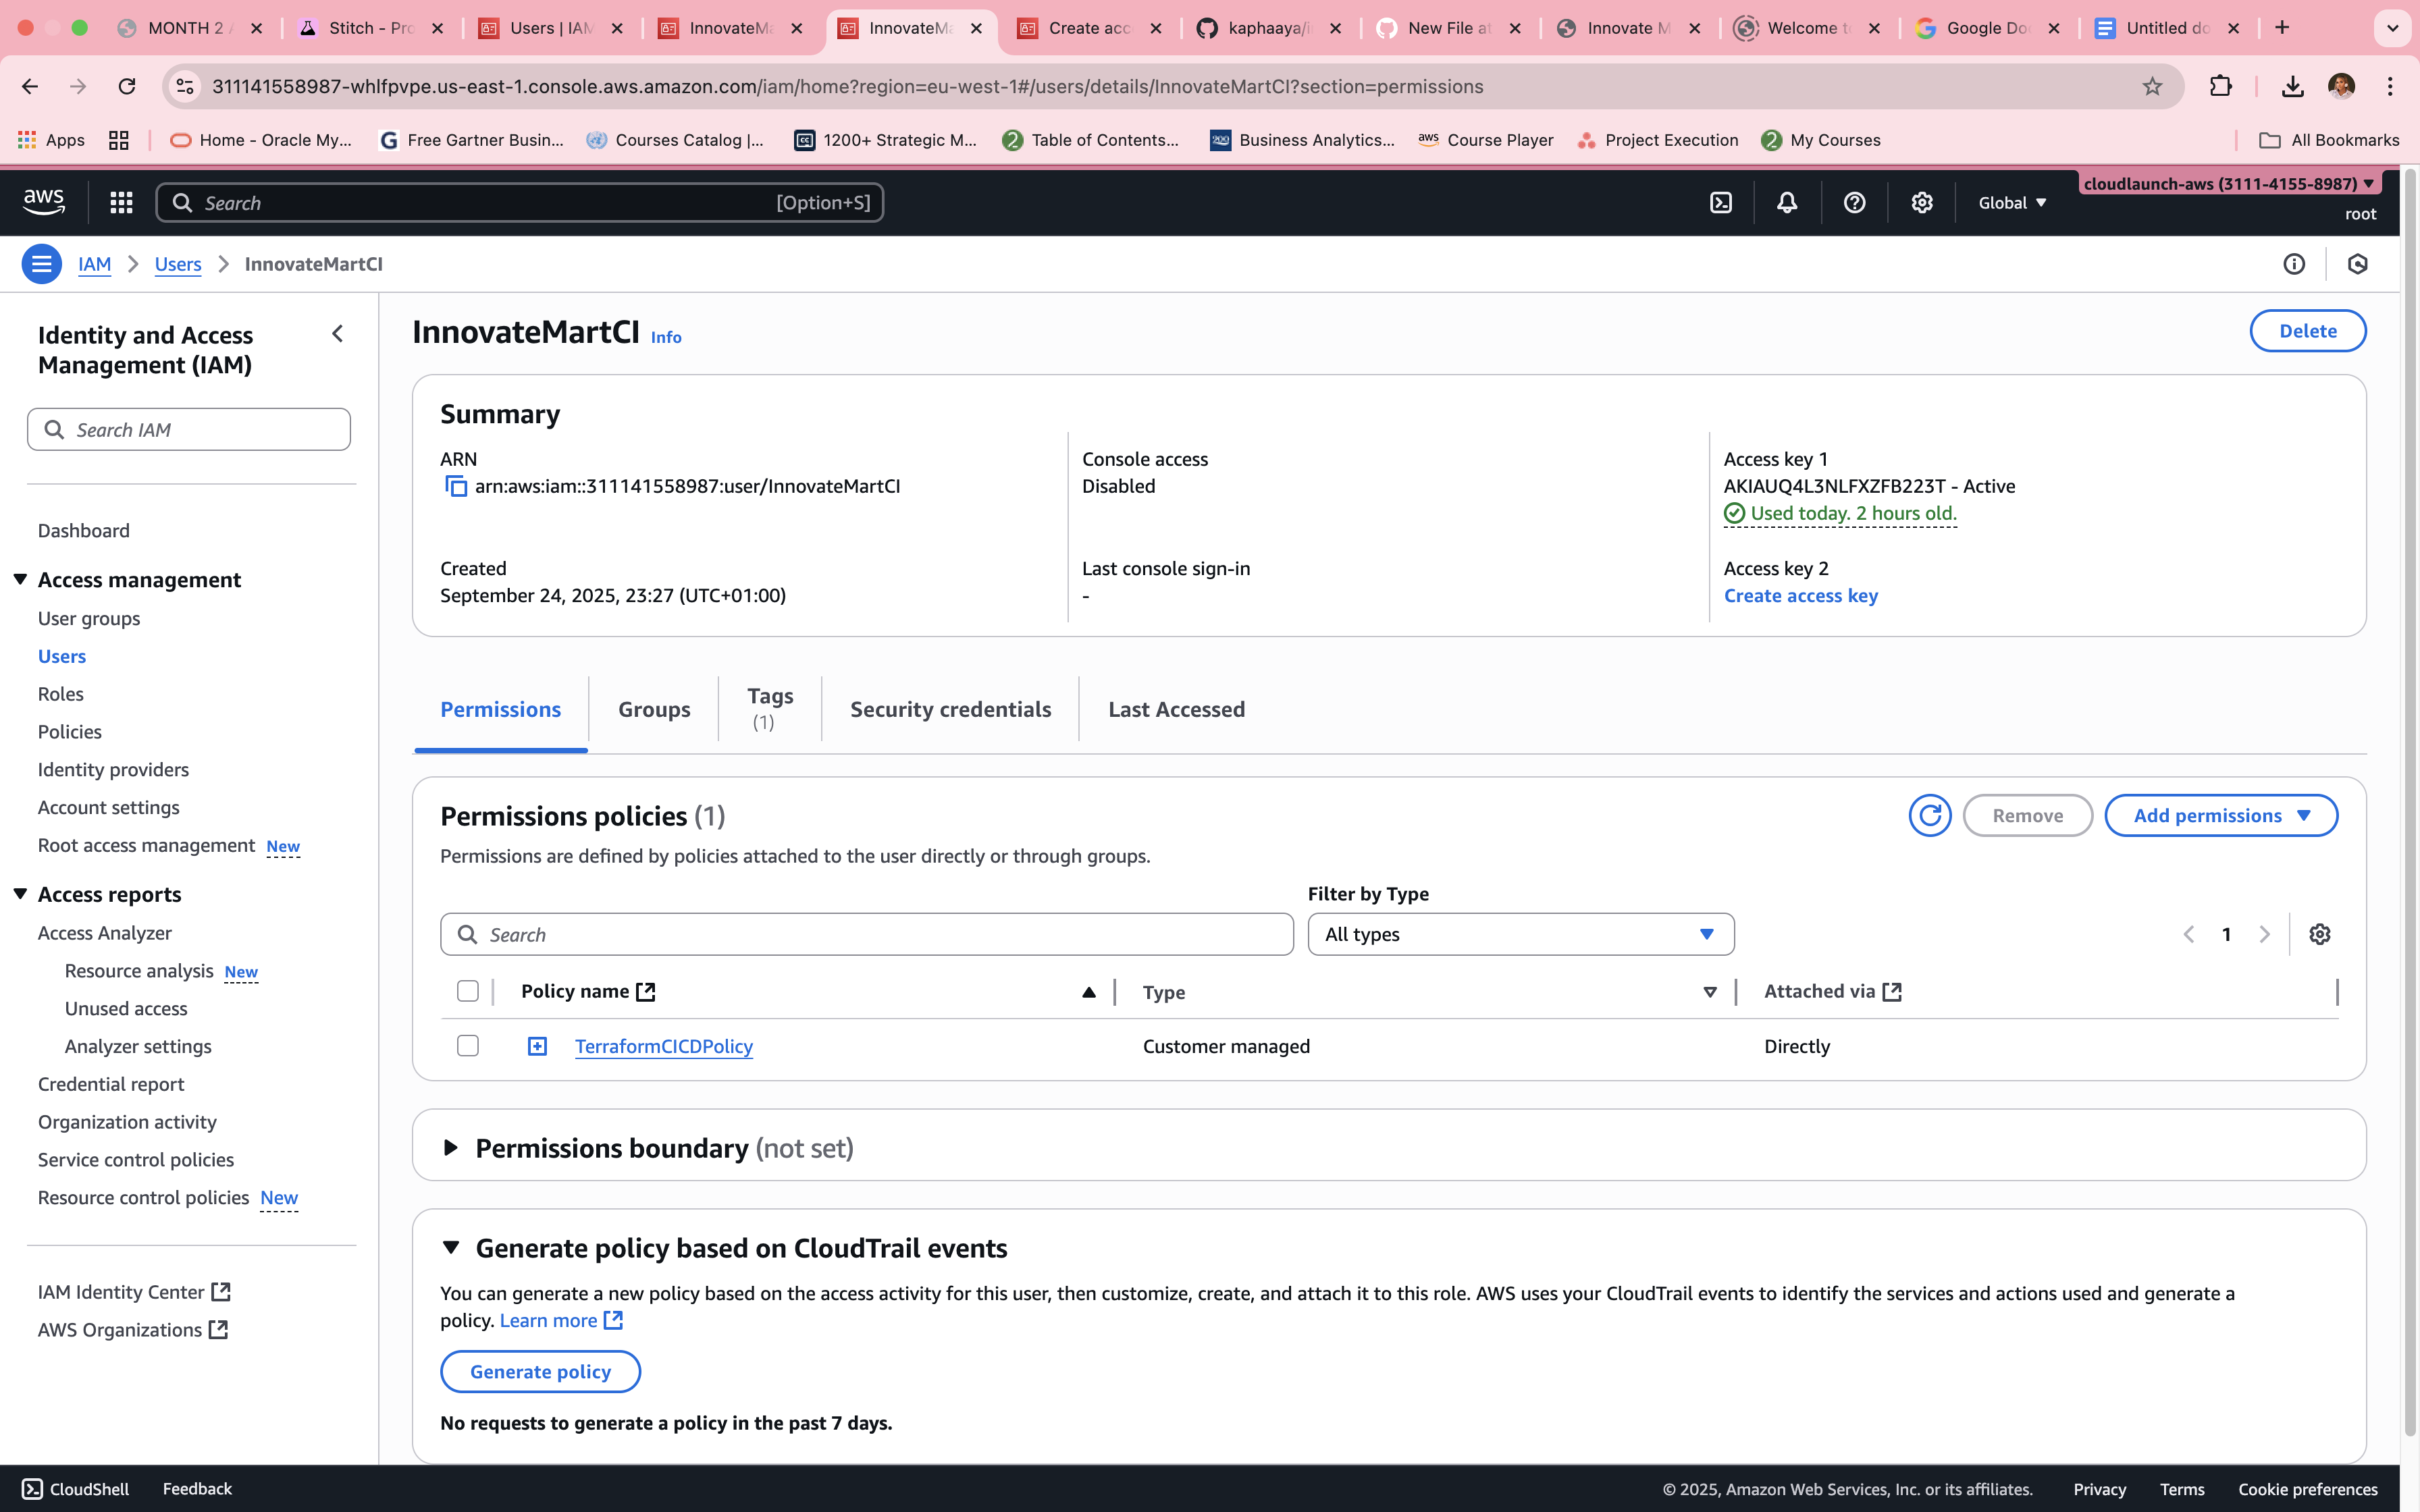 MONTH 2
Stitch - Pro
Users | IAM
InnovateMa
InnovateMa
Create acc
kaphaaya/i
New File at
Innovate M
Welcome t
Google Do
Untitled do
311141558987-whlfpvpe.us-east-1.console.aws.amazon.com/iam/home?region=eu-west-1#/users/details/InnovateMartCI?section=permissions
Apps
Home - Oracle My...
Free Gartner Busin...
Courses Catalog |...
1200+ Strategic M...
Table of Contents...
Business Analytics...
aws Course Player
Project Execution
My Courses
All Bookmarks
aws
Search [Option+S]
Global
cloudlaunch-aws (3111-4155-8987)
root
IAM > Users > InnovateMartCI
Identity and Access
Management (IAM)
Search IAM
Dashboard
Access management
User groups
Users
Roles
Policies
Identity providers
Account settings
Root access management New
Access reports
Access Analyzer
Resource analysis New
Unused access
Analyzer settings
Credential report
Organization activity
Service control policies
Resource control policies New
IAM Identity Center
AWS Organizations
InnovateMartCI Info
Delete
Summary
ARN
arn:aws:iam::311141558987:user/InnovateMartCI
Created
September 24, 2025, 23:27 (UTC+01:00)
Console access
Disabled
Last console sign-in
-
Access key 1
AKIAUQ4L3NLFXZFB223T - Active
Used today. 2 hours old.
Access key 2
Create access key
Permissions
Groups
Tags
(1)
Security credentials
Last Accessed
Permissions policies (1)
Remove
Add permissions
Permissions are defined by policies attached to the user directly or through groups.
Filter by Type
Search
All types
1
Policy name
Type
Attached via
TerraformCICDPolicy
Customer managed
Directly
Permissions boundary (not set)
Generate policy based on CloudTrail events
You can generate a new policy based on the access activity for this user, then customize, create, and attach it to this role. AWS uses your CloudTrail events to identify the services and actions used and generate a
policy. Learn more
Generate policy
No requests to generate a policy in the past 7 days.
CloudShell
Feedback
© 2025, Amazon Web Services, Inc. or its affiliates.
Privacy
Terms
Cookie preferences